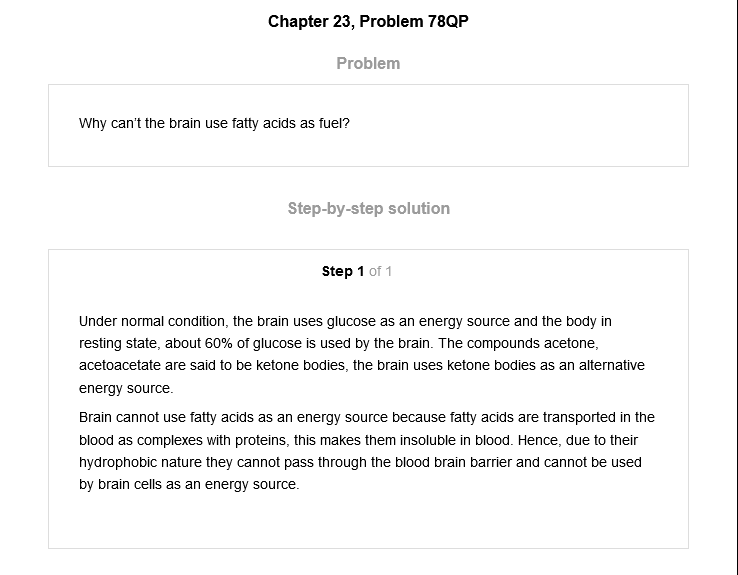 Chapter 23, Problem 78QP
Problem
Why can't the brain use fatty acids as fuel?
Step-by-step solution
Step 1 of 1
Under normal condition, the brain uses glucose as an energy source and the body in
resting state, about 60% of glucose is used by the brain. The compounds acetone,
acetoacetate are said to be ketone bodies, the brain uses ketone bodies as an alternative
energy source.
Brain cannot use fatty acids as an energy source because fatty acids are transported in the
blood as complexes with proteins, this makes them insoluble in blood. Hence, due to their
hydrophobic nature they cannot pass through the blood brain barrier and cannot be used
by brain cells as an energy source.